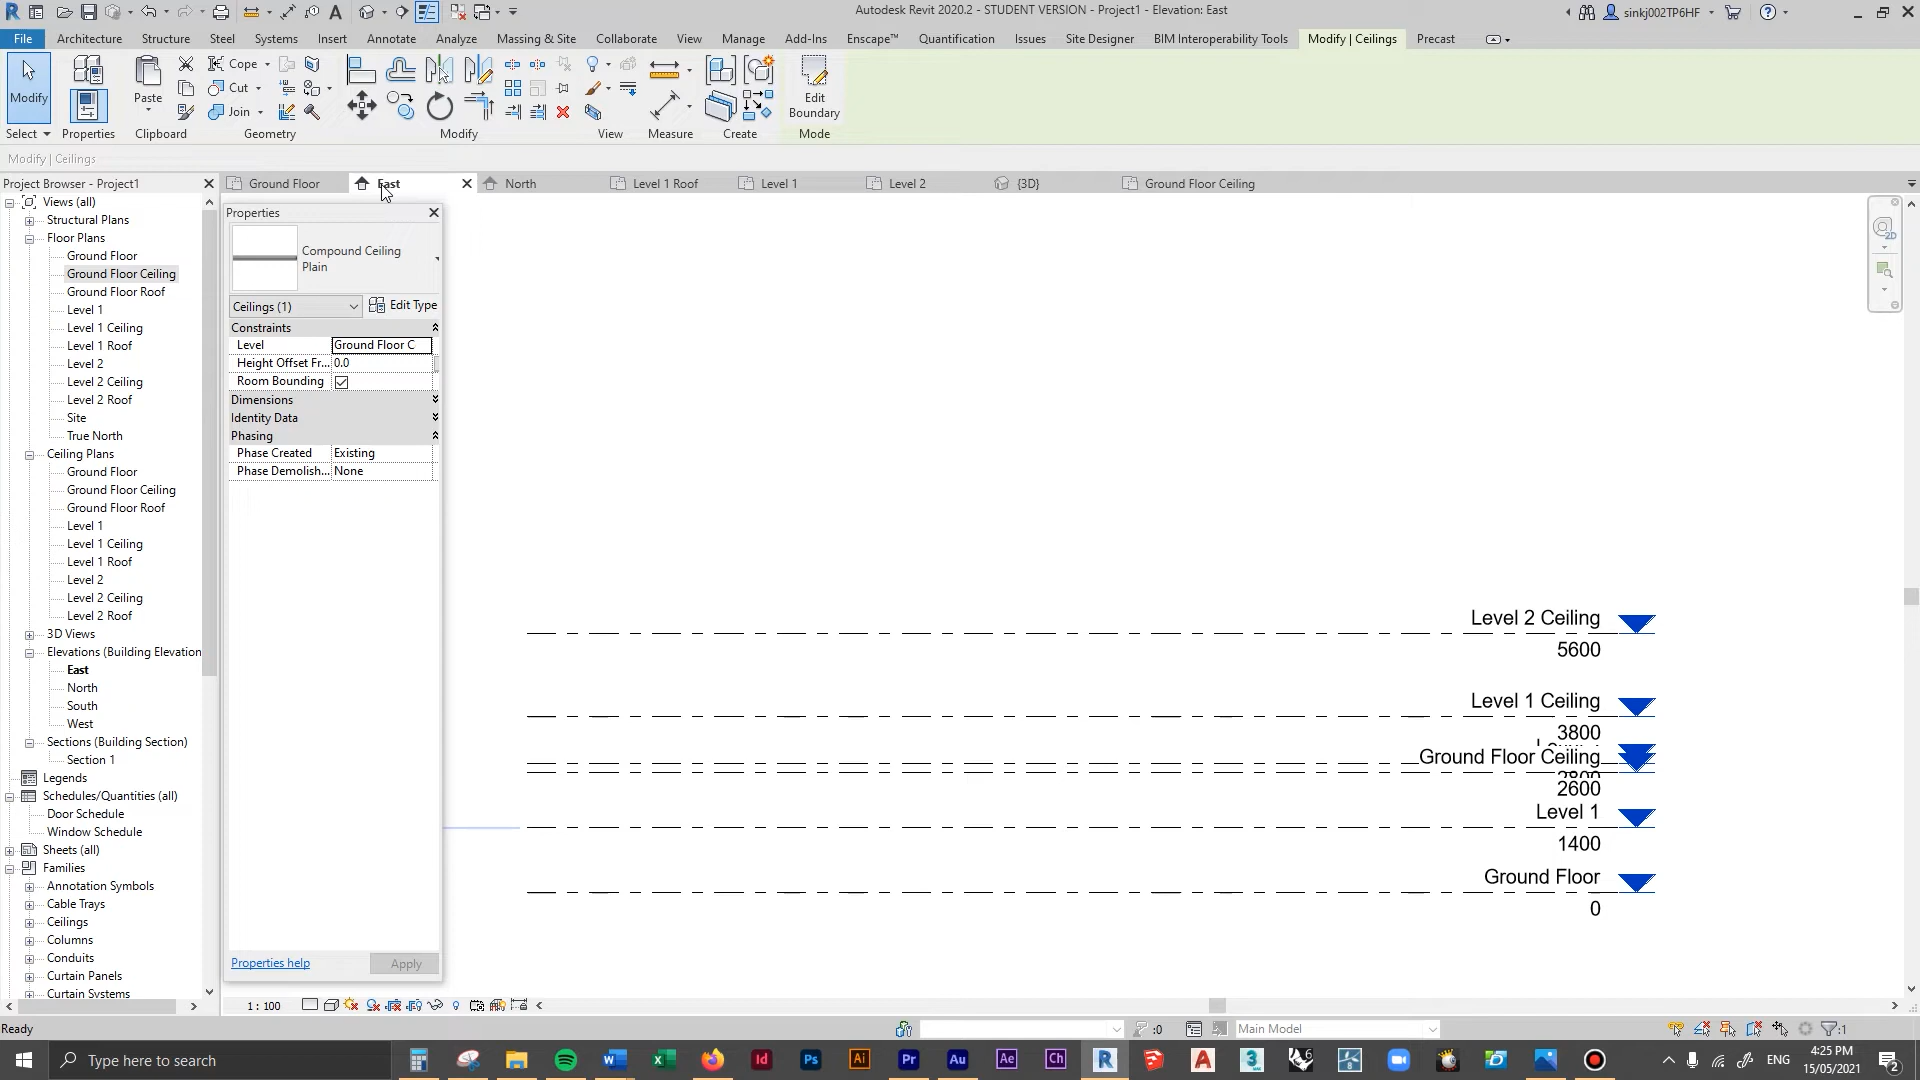 Autodesk Revit 2020.2 - STUDENT VERSION - Project1 - Elevation: East
sinkj002TP6HF
File Architecture Structure Steel Systems Insert Annotate Analyze Massing & Site Collaborate View Manage Add-Ins Enscape™ Quantification Issues Site Designer BIM Interoperability Tools Modify | Ceilings Precast
Modify
Paste
Cope
Cut
Join
Edit
Boundary
Select Properties Clipboard Geometry Modify View Measure Create Mode
Modify | Ceilings
Project Browser - Project1
Ground Floor East North Level 1 Roof Level 1 Level 2 {3D} Ground Floor Ceiling
Views (all)
Structural Plans
Floor Plans
Ground Floor
Ground Floor Ceiling
Ground Floor Roof
Level 1
Level 1 Ceiling
Level 1 Roof
Level 2
Level 2 Ceiling
Level 2 Roof
Site
True North
Ceiling Plans
Ground Floor
Ground Floor Ceiling
Ground Floor Roof
Level 1
Level 1 Ceiling
Level 1 Roof
Level 2
Level 2 Ceiling
Level 2 Roof
3D Views
Elevations (Building Elevation
East
North
South
West
Sections (Building Section)
Section 1
Legends
Schedules/Quantities (all)
Door Schedule
Window Schedule
Sheets (all)
Families
Annotation Symbols
Cable Trays
Ceilings
Columns
Conduits
Curtain Panels
Curtain Systems
Properties
Compound Ceiling
Plain
Ceilings (1)
Edit Type
Constraints
Level Ground Floor C
Height Offset Fr... 0.0
Room Bounding
Dimensions
Identity Data
Phasing
Phase Created Existing
Phase Demolish... None
Properties help
Apply
Level 2 Ceiling
5600
Level 1 Ceiling
3800
Ground Floor Ceiling
2600
Level 1
1400
Ground Floor
0
2D
1 : 100
Ready
:0
Main Model
:1
Type here to search
ENG
4:25 PM
15/05/2021
2